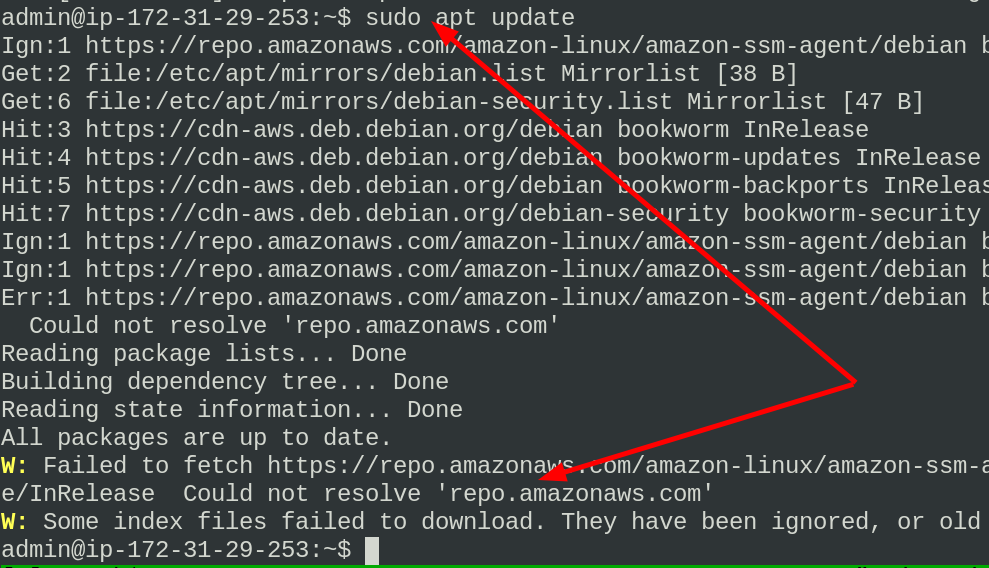 admin@ip-172-31-29-253:~$ sudo apt update
Ign:1 https://repo.amazonaws.com/amazon-linux/amazon-ssm-agent/debian b
Get:2 file:/etc/apt/mirrors/debian.list Mirrorlist [38 B]
Get:6 file:/etc/apt/mirrors/debian-security.list Mirrorlist [47 B]
Hit:3 https://cdn-aws.deb.debian.org/debian bookworm InRelease
Hit:4 https://cdn-aws.deb.debian.org/debian bookworm-updates InRelease
Hit:5 https://cdn-aws.deb.debian.org/debian bookworm-backports InReleas
Hit:7 https://cdn-aws.deb.debian.org/debian-security bookworm-security
Ign:1 https://repo.amazonaws.com/amazon-linux/amazon-ssm-agent/debian b
Ign:1 https://repo.amazonaws.com/amazon-linux/amazon-ssm-agent/debian b
Err:1 https://repo.amazonaws.com/amazon-linux/amazon-ssm-agent/debian b
  Could not resolve 'repo.amazonaws.com'
Reading package lists... Done
Building dependency tree... Done
Reading state information... Done
All packages are up to date.
W: Failed to fetch https://repo.amazonaws.com/amazon-linux/amazon-ssm-a
e/InRelease  Could not resolve 'repo.amazonaws.com'
W: Some index files failed to download. They have been ignored, or old
admin@ip-172-31-29-253:~$